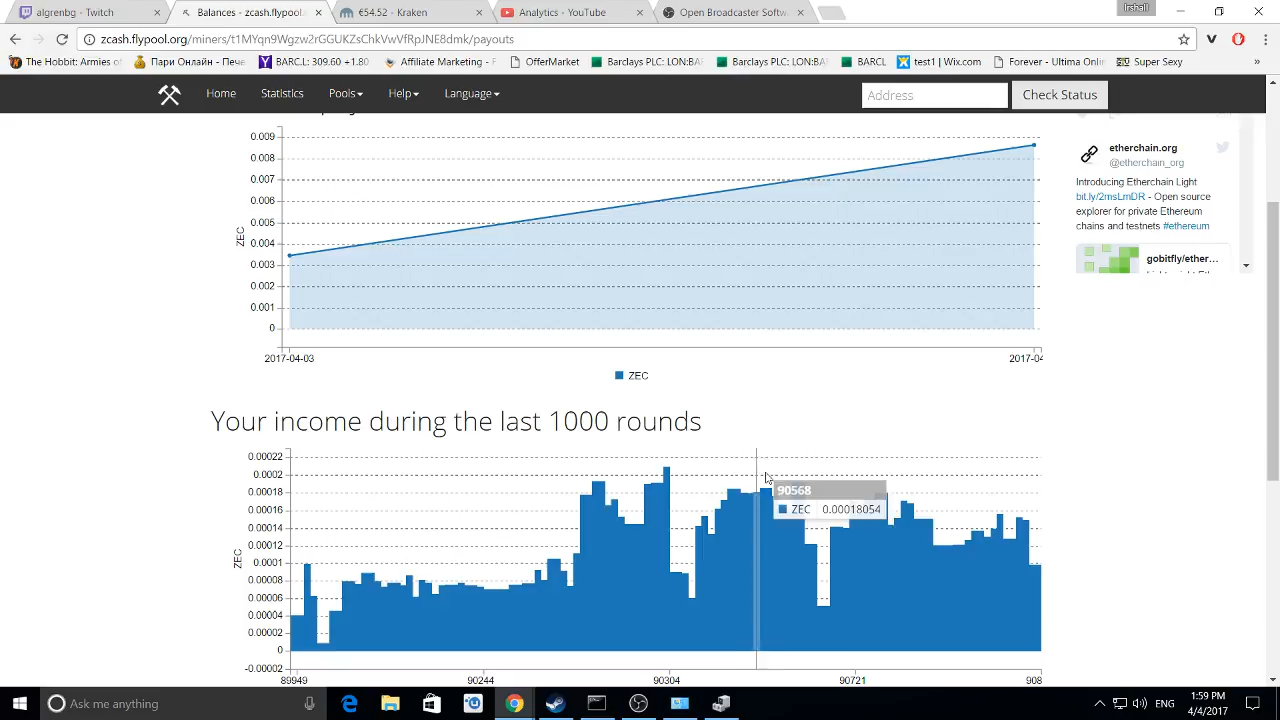 algrenbg - Twitch
Balances - zcash.flypool.
€54.52 - Kraken
Analytics - YouTube
Open Broadcaster Softw
Irshell
zcash.flypool.org/miners/t1MYqn9Wgzw2rGGUKZsChkVwVfRpJNE8dmk/payouts
The Hobbit: Armies of
Пари Онлайн - Пече
BARCL: 309.60 +1.80
Affiliate Marketing - F
OfferMarket
Barclays PLC: LON:BA
Barclays PLC: LON:BA
BARCL
test1 | Wix.com
Forever - Ultima Onlin
Super Sexy
»
Home
Statistics
Pools
Help
Language
Address
Check Status
0.009
0.008
0.007
0.006
0.005
0.004
0.003
0.002
0.001
0
ZEC
2017-04-03
2017-04
ZEC
etherchain.org
@etherchain_org
Introducing Etherchain Light
bit.ly/2msLmDR - Open source
explorer for private Ethereum
chains and testnets #ethereum
gobitfly/ether...
Your income during the last 1000 rounds
0.00022
0.0002
0.00018
0.00016
0.00014
0.00012
0.0001
0.00008
0.00006
0.00004
0.00002
0
-0.00002
ZEC
90568
ZEC 0.00018054
89949
90244
90304
90721
908
Ask me anything
ENG
1:59 PM
4/4/2017